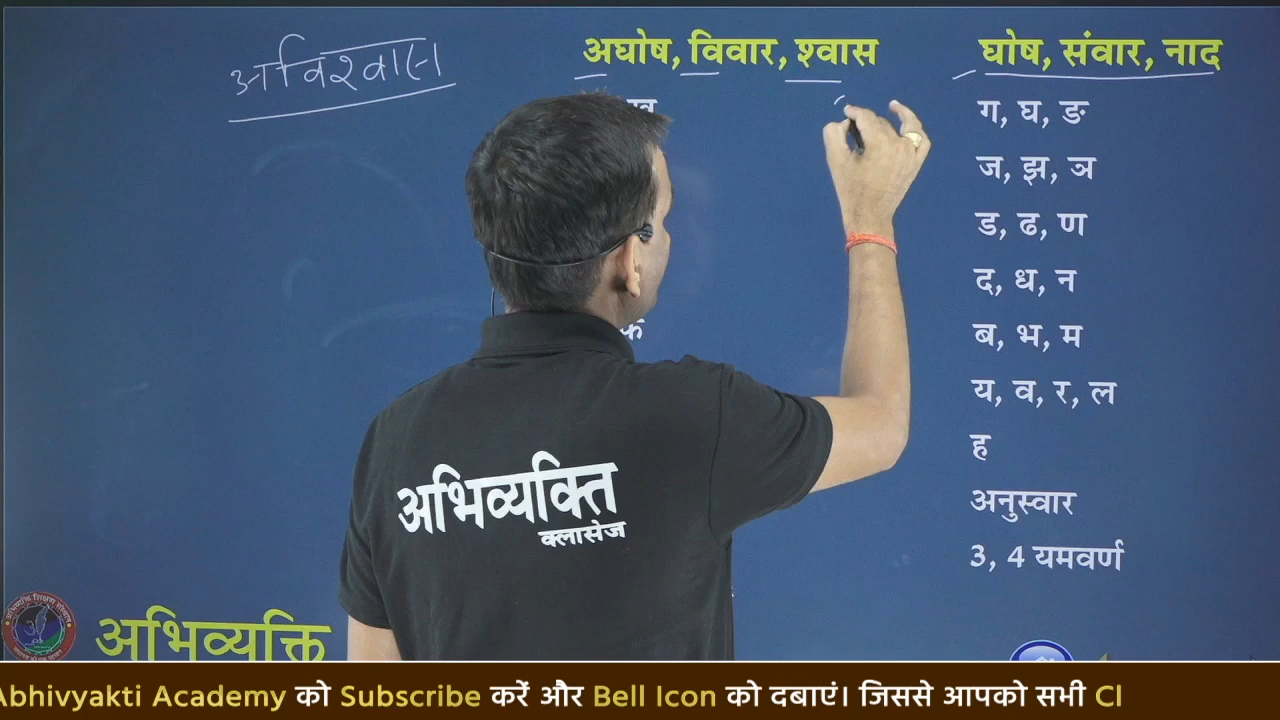 अविश्वास
अघोष, विवार, श्वास
घोष, संवार, नाद
ग, घ, ङ
ज, झ, ञ
ड, ढ, ण
द, ध, न
ब, भ, म
य, व, र, ल
ह
अनुस्वार
3, 4 यमवर्ण
अभिव्यक्ति
क्लासेज
अभिव्यक्ति
Abhivyakti Academy को Subscribe करें और Bell Icon को दबाएं। जिससे आपको सभी Cl